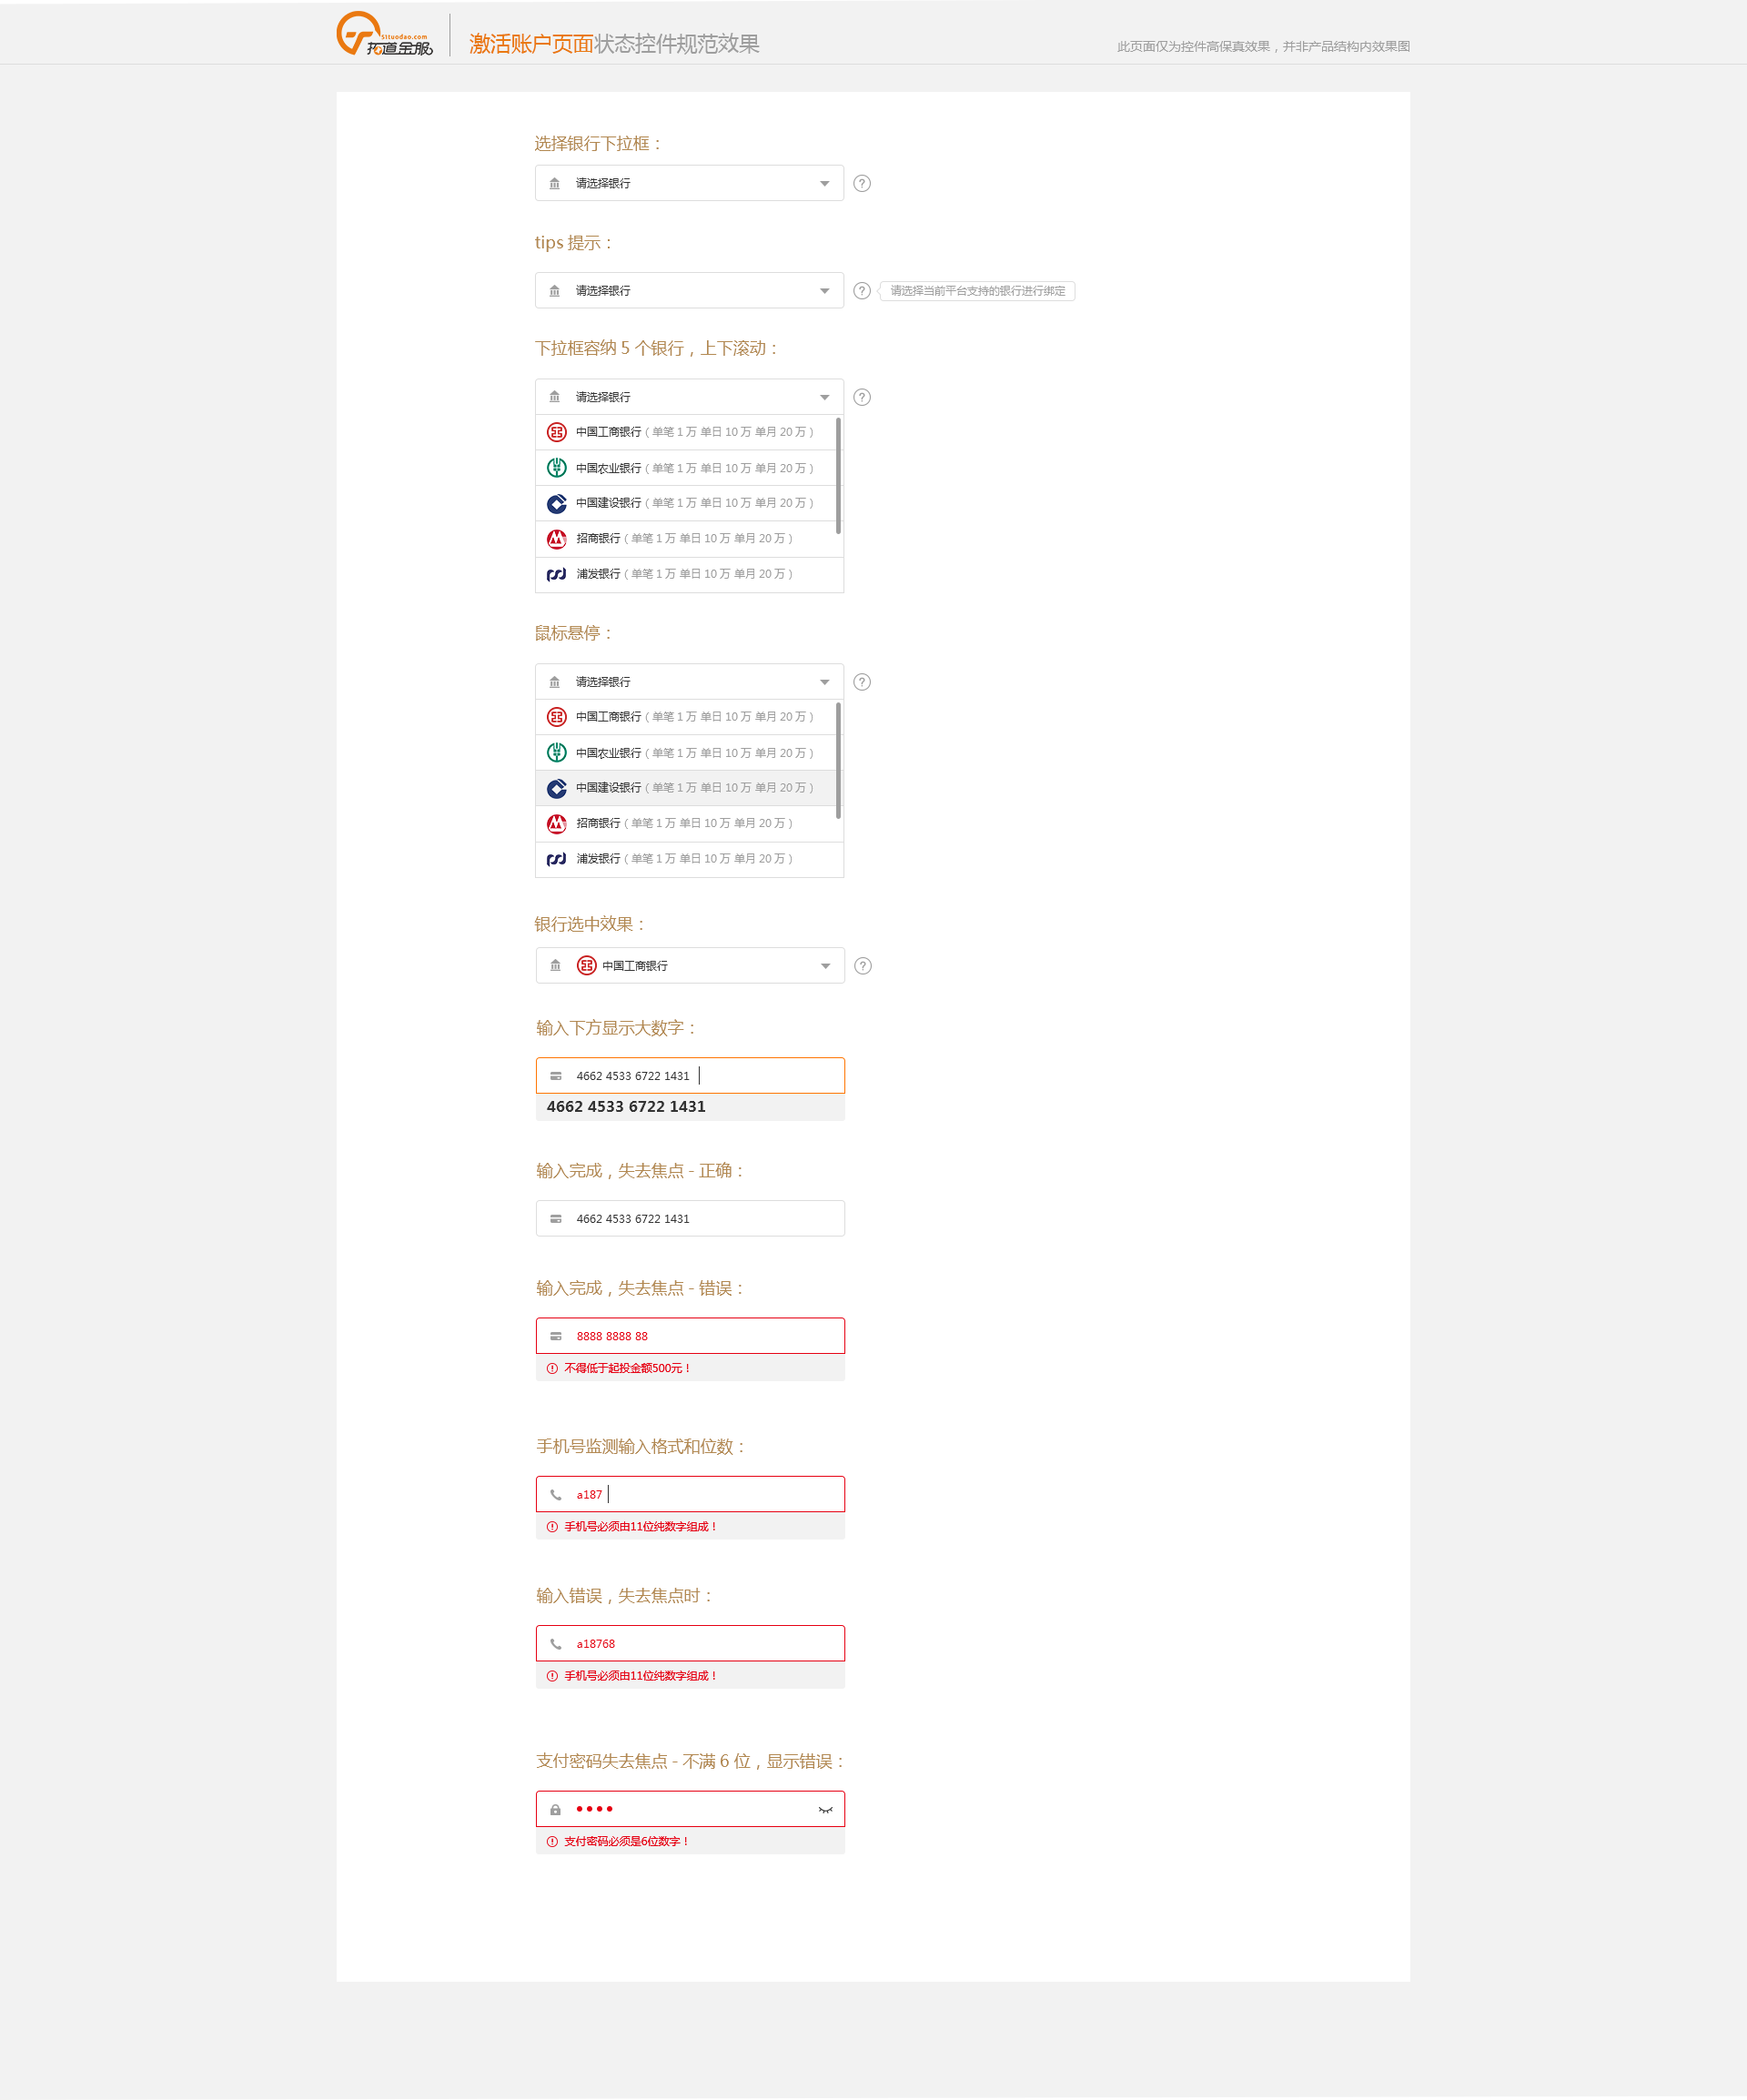 51tuodao.com
拓道金服
激活账户页面状态控件规范效果
此页面仅为控件高保真效果，并非产品结构内效果图
选择银行下拉框：
请选择银行
?
tips 提示：
请选择银行
? 请选择当前平台支持的银行进行绑定
下拉框容纳 5 个银行，上下滚动：
请选择银行
?
中国工商银行（单笔 1 万 单日 10 万 单月 20 万）
中国农业银行（单笔 1 万 单日 10 万 单月 20 万）
中国建设银行（单笔 1 万 单日 10 万 单月 20 万）
招商银行（单笔 1 万 单日 10 万 单月 20 万）
浦发银行（单笔 1 万 单日 10 万 单月 20 万）
鼠标悬停：
请选择银行
?
中国工商银行（单笔 1 万 单日 10 万 单月 20 万）
中国农业银行（单笔 1 万 单日 10 万 单月 20 万）
中国建设银行（单笔 1 万 单日 10 万 单月 20 万）
招商银行（单笔 1 万 单日 10 万 单月 20 万）
浦发银行（单笔 1 万 单日 10 万 单月 20 万）
银行选中效果：
中国工商银行
?
输入下方显示大数字：
4662 4533 6722 1431
4662 4533 6722 1431
输入完成，失去焦点 - 正确：
4662 4533 6722 1431
输入完成，失去焦点 - 错误：
8888 8888 88
不得低于起投金额500元！
手机号监测输入格式和位数：
a187
手机号必须由11位纯数字组成！
输入错误，失去焦点时：
a18768
手机号必须由11位纯数字组成！
支付密码失去焦点 - 不满 6 位，显示错误：
支付密码必须是6位数字！